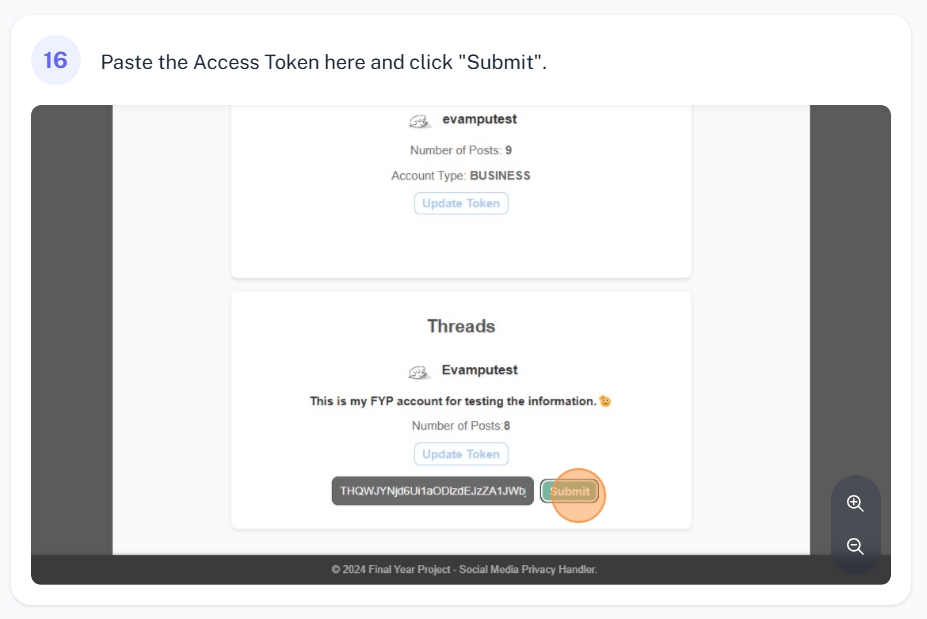 16 Paste the Access Token here and click "Submit".
evamputest
Number of Posts: 9
Account Type: BUSINESS
Update Token
Threads
Evamputest
This is my FYP account for testing the information.
Number of Posts:8
Update Token
Submit
© 2024 Final Year Project - Social Media Privacy Handler.